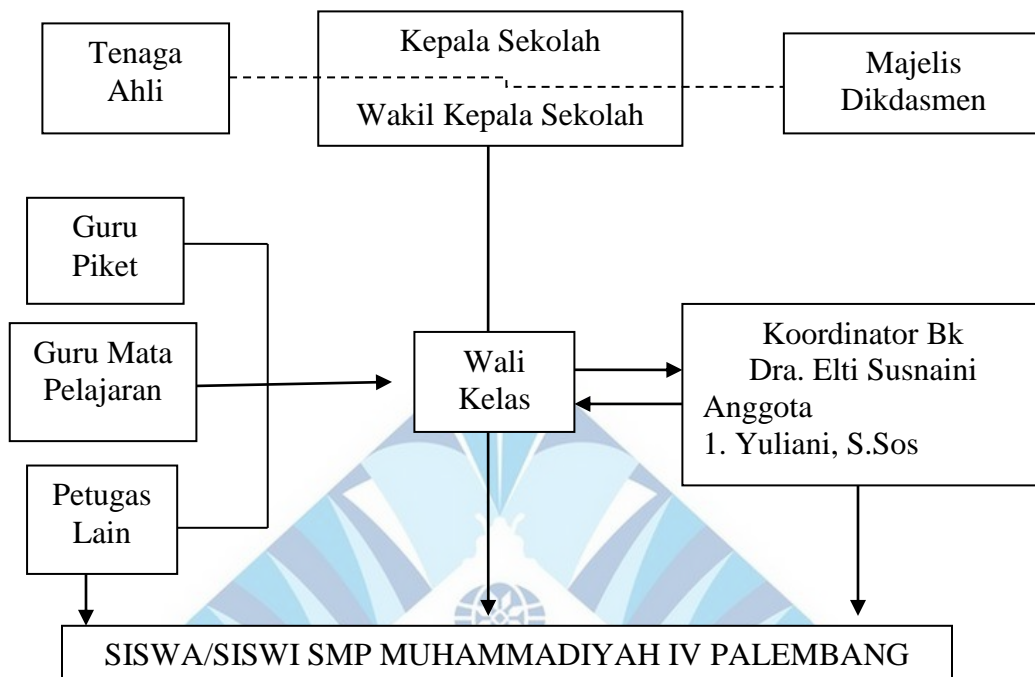 Tenaga
Ahli
Kepala Sekolah
Wakil Kepala Sekolah
Majelis
Dikdasmen
Guru
Piket
Guru Mata
Pelajaran
Petugas
Lain
Wali
Kelas
Koordinator Bk
Dra. Elti Susnaini
Anggota
1. Yuliani, S.Sos
SISWA/SISWI SMP MUHAMMADIYAH IV PALEMBANG